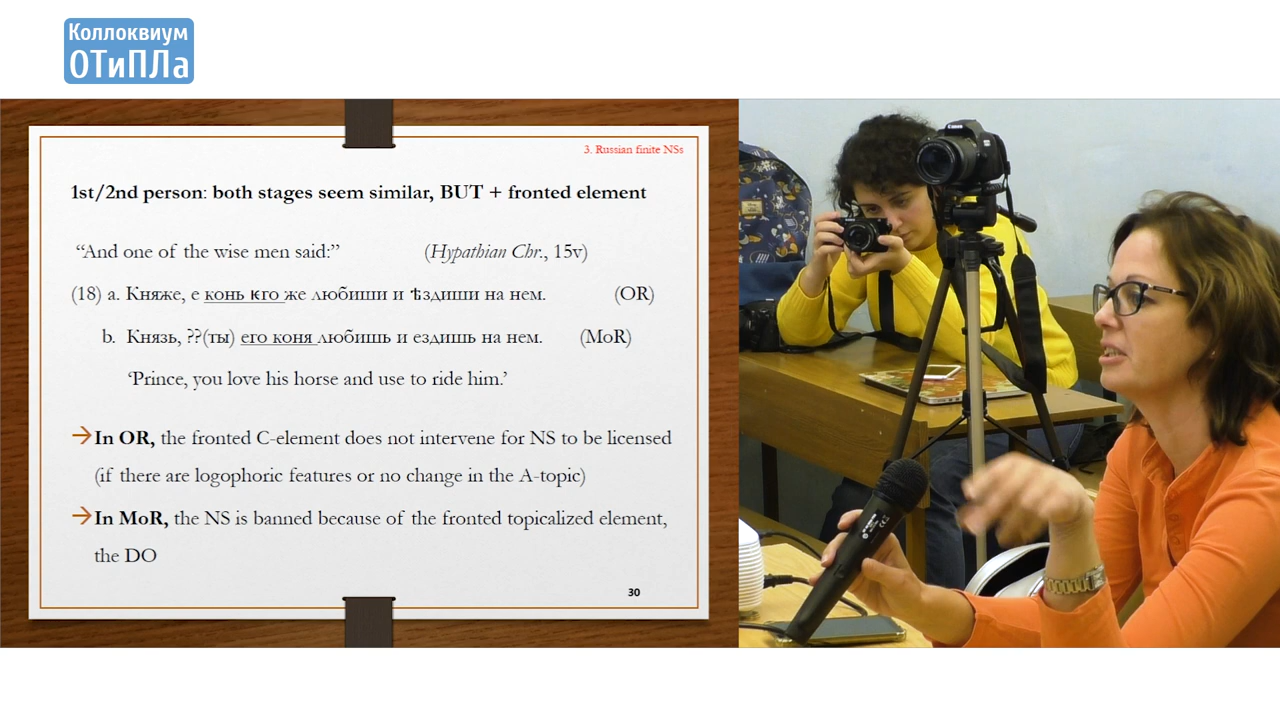 Коллоквиум
ОТиПЛа
3. Russian finite NSs
1st/2nd person: both stages seem similar, BUT + fronted element
“And one of the wise men said:” (Hypathian Chr., 15v)
(18) a. Княже, е конь ѥго же любиши и ѣздиши на нем. (OR)
b. Князь, ??(ты) его коня любишь и ездишь на нем. (MoR)
‘Prince, you love his horse and use to ride him.’
→In OR, the fronted C-element does not intervene for NS to be licensed
(if there are logophoric features or no change in the A-topic)
→In MoR, the NS is banned because of the fronted topicalized element,
the DO
30
Canon